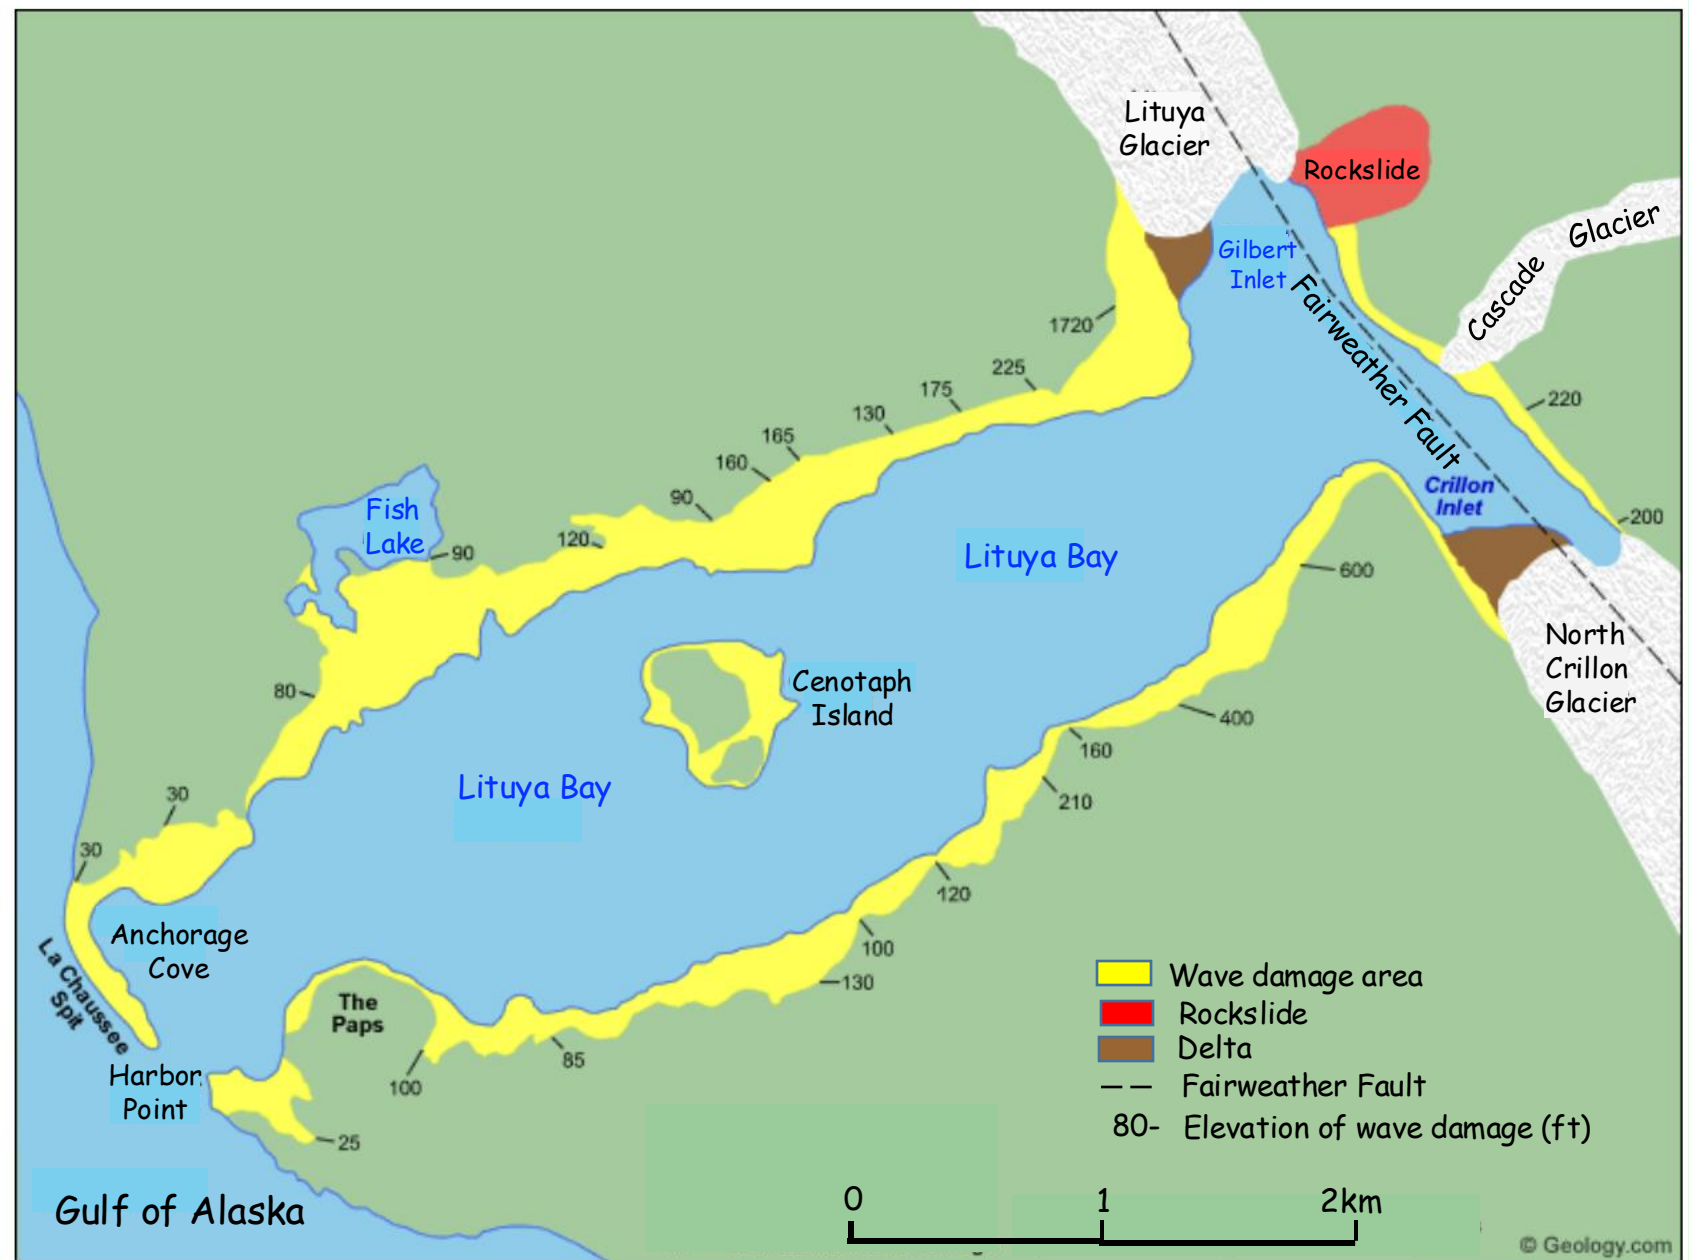 Lituya
Glacier
Rockslide
Cascade
Glacier
Gilbert
Inlet
Fairweather Fault
1720
225
175
130
165
160
90
120
220
200
Crillon
Inlet
Fish
Lake
90
Lituya Bay
600
North
Crillon
Glacier
Cenotaph
Island
80
400
160
210
Lituya Bay
30
30
120
Anchorage
Cove
100
130
La Chaussee
Spit
The
Paps
85
100
Harbor
Point
25
Gulf of Alaska
Wave damage area
Rockslide
Delta
Fairweather Fault
80- Elevation of wave damage (ft)
0 1 2km
© Geology.com